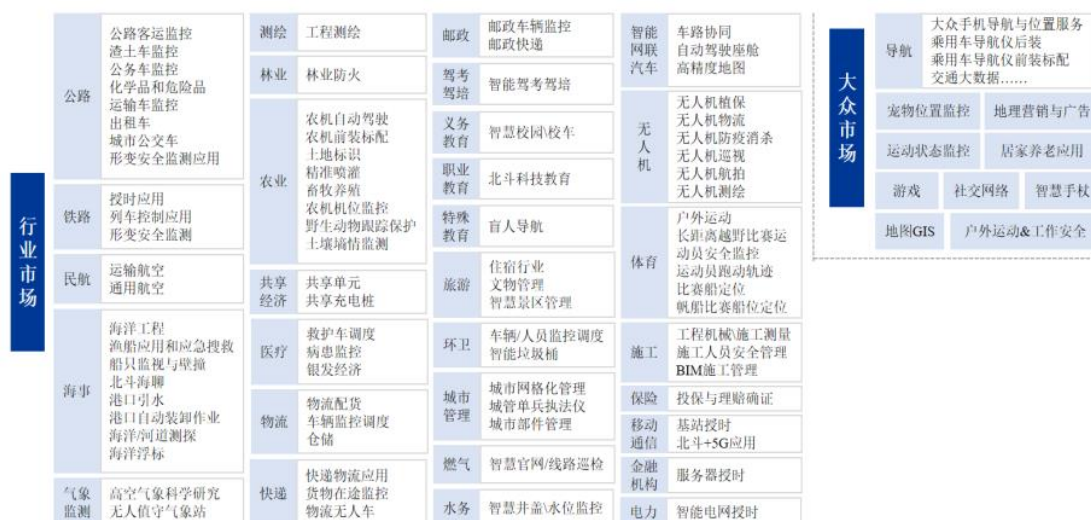 行业市场
公路
公路客运监控
渣土车监控
公务车监控
化学品和危险品
运输车监控
出租车
城市公交车
形变安全监测应用
铁路
授时应用
列车控制应用
形变安全监测
民航
运输航空
通用航空
海事
海洋工程
渔船应用和应急搜救
船只监视与壁撞
北斗海聊
港口引水
港口自动装卸作业
海洋/河道测探
海洋浮标
气象
监测
高空气象科学研究
无人值守气象站
测绘
工程测绘
林业
林业防火
农业
农机自动驾驶
农机前装标配
土地标识
精准喷灌
畜牧养殖
农机机位监控
野生动物跟踪保护
土壤墒情监测
共享
经济
共享单元
共享充电桩
医疗
救护车调度
病患监控
银发经济
物流
物流配货
车辆监控调度
仓储
快递
快递物流应用
货物在途监控
物流无人车
邮政
邮政车辆监控
邮政快递
驾考
驾培
智能驾考驾培
义务
教育
智慧校园\校车
职业
教育
北斗科技教育
特殊
教育
盲人导航
旅游
住宿行业
文物管理
智慧景区管理
环卫
车辆/人员监控调度
智能垃圾桶
城市
管理
城市网格化管理
城管单兵执法仪
城市部件管理
燃气
智慧官网/线路巡检
水务
智慧井盖\水位监控
智能
网联
汽车
车路协同
自动驾驶座舱
高精度地图
无人机
无人机植保
无人机物流
无人机防疫消杀
无人机巡视
无人机航拍
无人机测绘
体育
户外运动
长距离越野比赛运
动员安全监控
运动员跑动轨迹
比赛船定位
帆船比赛船位定位
施工
工程机械\施工测量
施工人员安全管理
BIM施工管理
保险
投保与理赔确证
移动
通信
基站授时
北斗+5G应用
金融
机构
服务器授时
电力
智能电网授时
大众市场
导航
大众手机导航与位置服务
乘用车导航仪后装
乘用车导航仪前装标配
交通大数据……
宠物位置监控
地理营销与广告
运动状态监控
居家养老应用
游戏
社交网络
智慧手杖
地图GIS
户外运动&工作安全